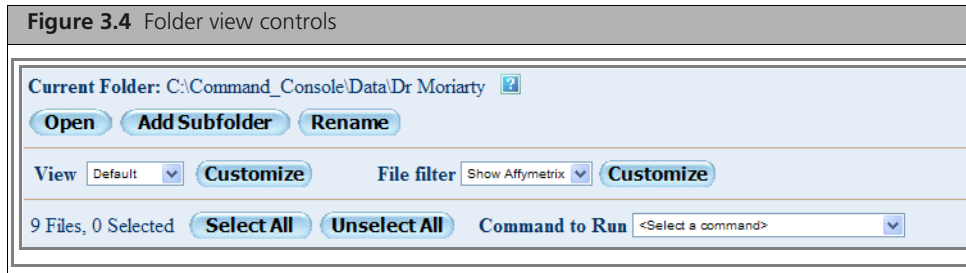 Figure 3.4 Folder view controls
Current Folder: C:\Command_Console\Data\Dr Moriarty ?
Open Add Subfolder Rename
View Default Customize File filter Show Affymetrix Customize
9 Files, 0 Selected Select All Unselect All Command to Run <Select a command>